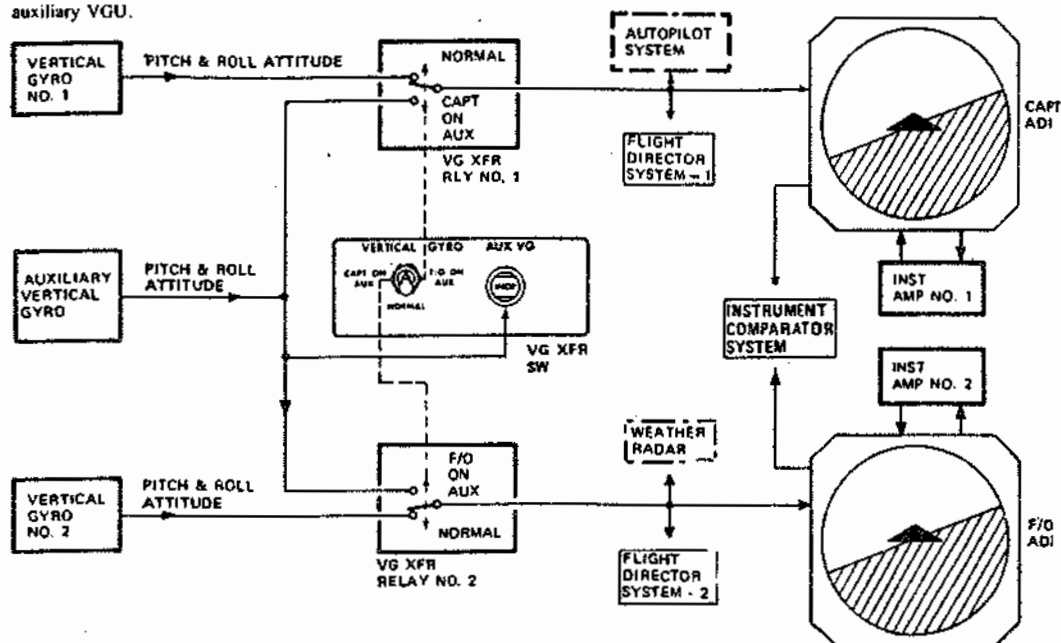 auxiliary VGU.
VERTICAL
GYRO
NO. 1
PITCH & ROLL ATTITUDE
NORMAL
CAPT
ON
AUX
VG XFR
RLY NO. 1
AUTOPILOT
SYSTEM
FLIGHT
DIRECTOR
SYSTEM - 1
CAPT
ADI
AUXILIARY
VERTICAL
GYRO
PITCH & ROLL
ATTITUDE
VERTICAL GYRO
AUX VG
CAPT ON
AUX
F/O ON
AUX
NORMAL
VG XFR
SW
INSTRUMENT
COMPARATOR
SYSTEM
INST
AMP NO. 1
INST
AMP NO. 2
VERTICAL
GYRO
NO. 2
PITCH & ROLL
ATTITUDE
F/O
ON
AUX
NORMAL
VG XFR
RELAY NO. 2
WEATHER
RADAR
FLIGHT
DIRECTOR
SYSTEM - 2
F/O
ADI